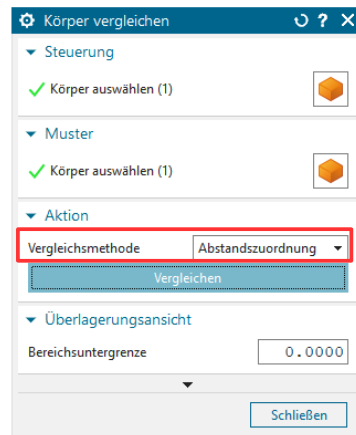 Körper vergleichen
Steuerung
Körper auswählen (1)
Muster
Körper auswählen (1)
Aktion
Vergleichsmethode Abstandszuordnung
Vergleichen
Überlagerungsansicht
Bereichsuntergrenze 0.0000
Schließen